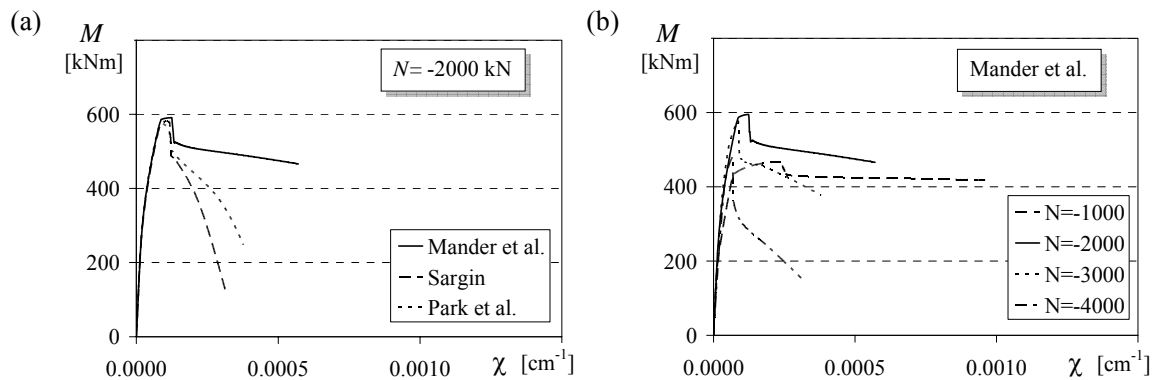 (a)
M
[kNm]
N= -2000 kN
800
600
400
200
0
Mander et al.
Sargin
Park et al.
0.0000
0.0005
0.0010
χ [cm-1]
(b)
M
[kNm]
Mander et al.
600
400
200
0
N=-1000
N=-2000
N=-3000
N=-4000
0.0000
0.0005
0.0010
χ [cm-1]